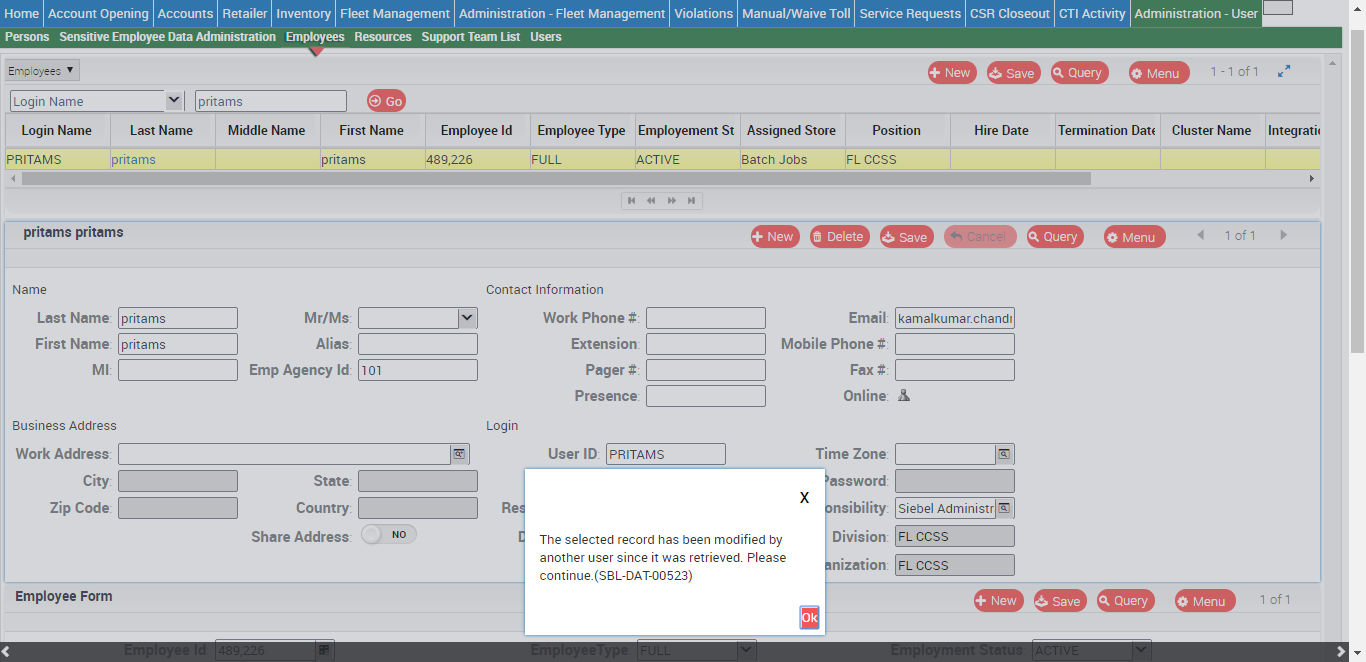 Home Account Opening Accounts Retailer Inventory Fleet Management Administration - Fleet Management Violations Manual/Waive Toll Service Requests CSR Closeout CTI Activity Administration - User
Persons Sensitive Employee Data Administration Employees Resources Support Team List Users
Employees ▼ New Save Query Menu 1 - 1 of 1
Login Name pritams Go
Login Name Last Name Middle Name First Name Employee Id Employee Type Employement St Assigned Store Position Hire Date Termination Date Cluster Name Integratio
PRITAMS pritams pritams 489,226 FULL ACTIVE Batch Jobs FL CCSS
pritams pritams New Delete Save Cancel Query Menu 1 of 1
Name Contact Information
Last Name: pritams Mr/Ms: Work Phone #: Email: kamalkumar.chandr
First Name: pritams Alias: Extension: Mobile Phone #:
MI: Emp Agency Id: 101 Pager #: Fax #:
Presence: Online:
Business Address Login
Work Address: User ID: PRITAMS Time Zone:
City: State: Password:
Zip Code: Country: Res onsibility: Siebel Administr
Share Address: NO D Division: FL CCSS
anization: FL CCSS
X
The selected record has been modified by
another user since it was retrieved. Please
continue.(SBL-DAT-00523)
Ok
Employee Form New Save Query Menu 1 of 1
Employee Id 489,226 EmployeeType FULL Employment Status ACTIVE